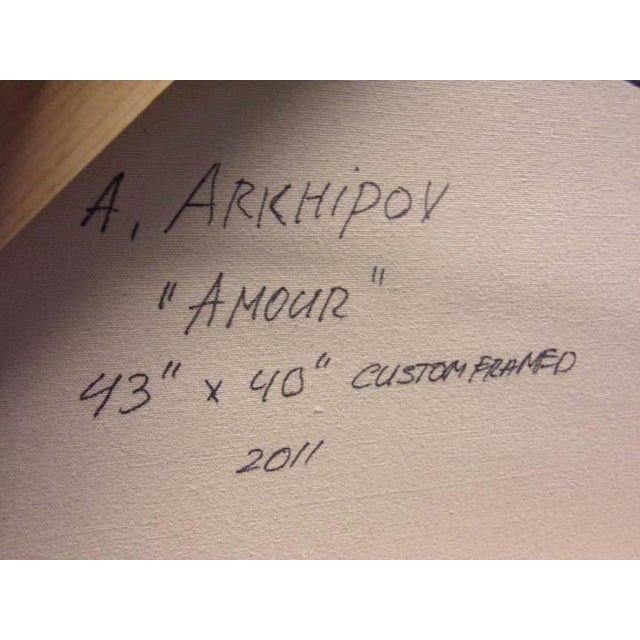 A. ARKHIPOV
"AMOUR"
43" x 40" CUSTOM FRAMED
2011